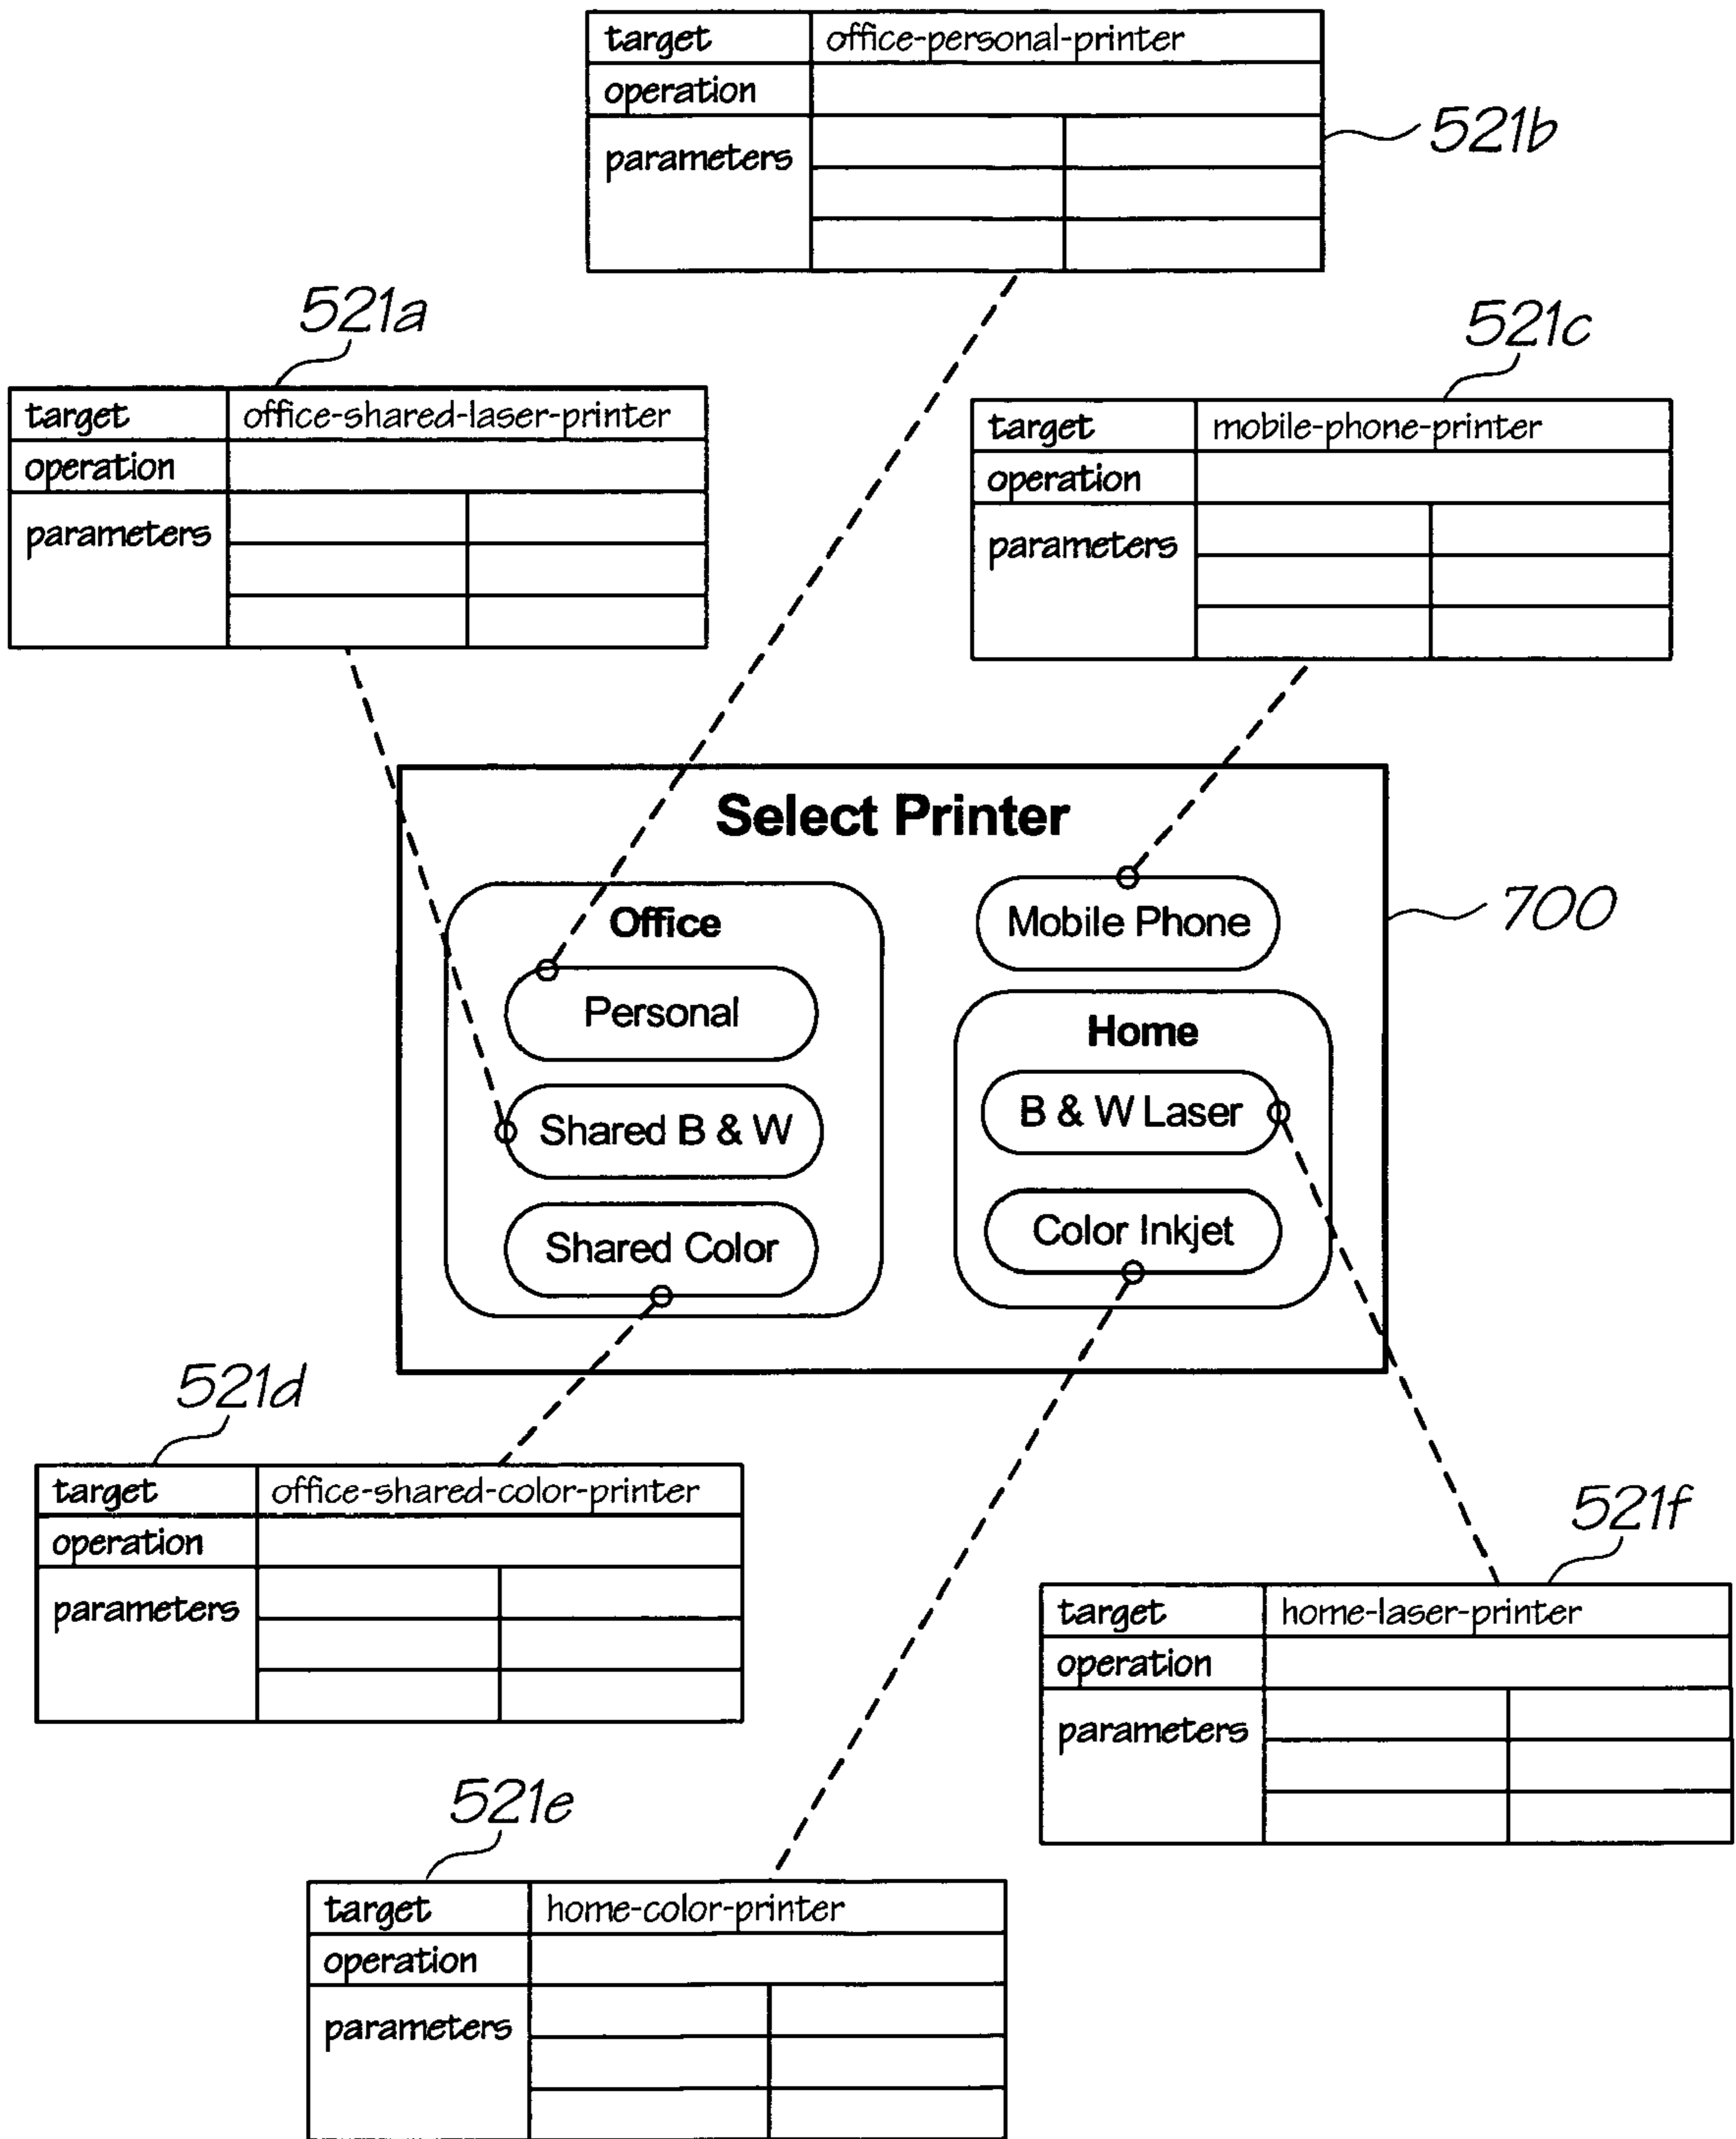 target office-personal-printer
operation
parameters
521b
521a
target office-shared-laser-printer
operation
parameters
521c
target mobile-phone-printer
operation
parameters
Select Printer
Office
Personal
Shared B & W
Shared Color
Mobile Phone
Home
B & W Laser
Color Inkjet
700
521d
target office-shared-color-printer
operation
parameters
521f
target home-laser-printer
operation
parameters
521e
target home-color-printer
operation
parameters